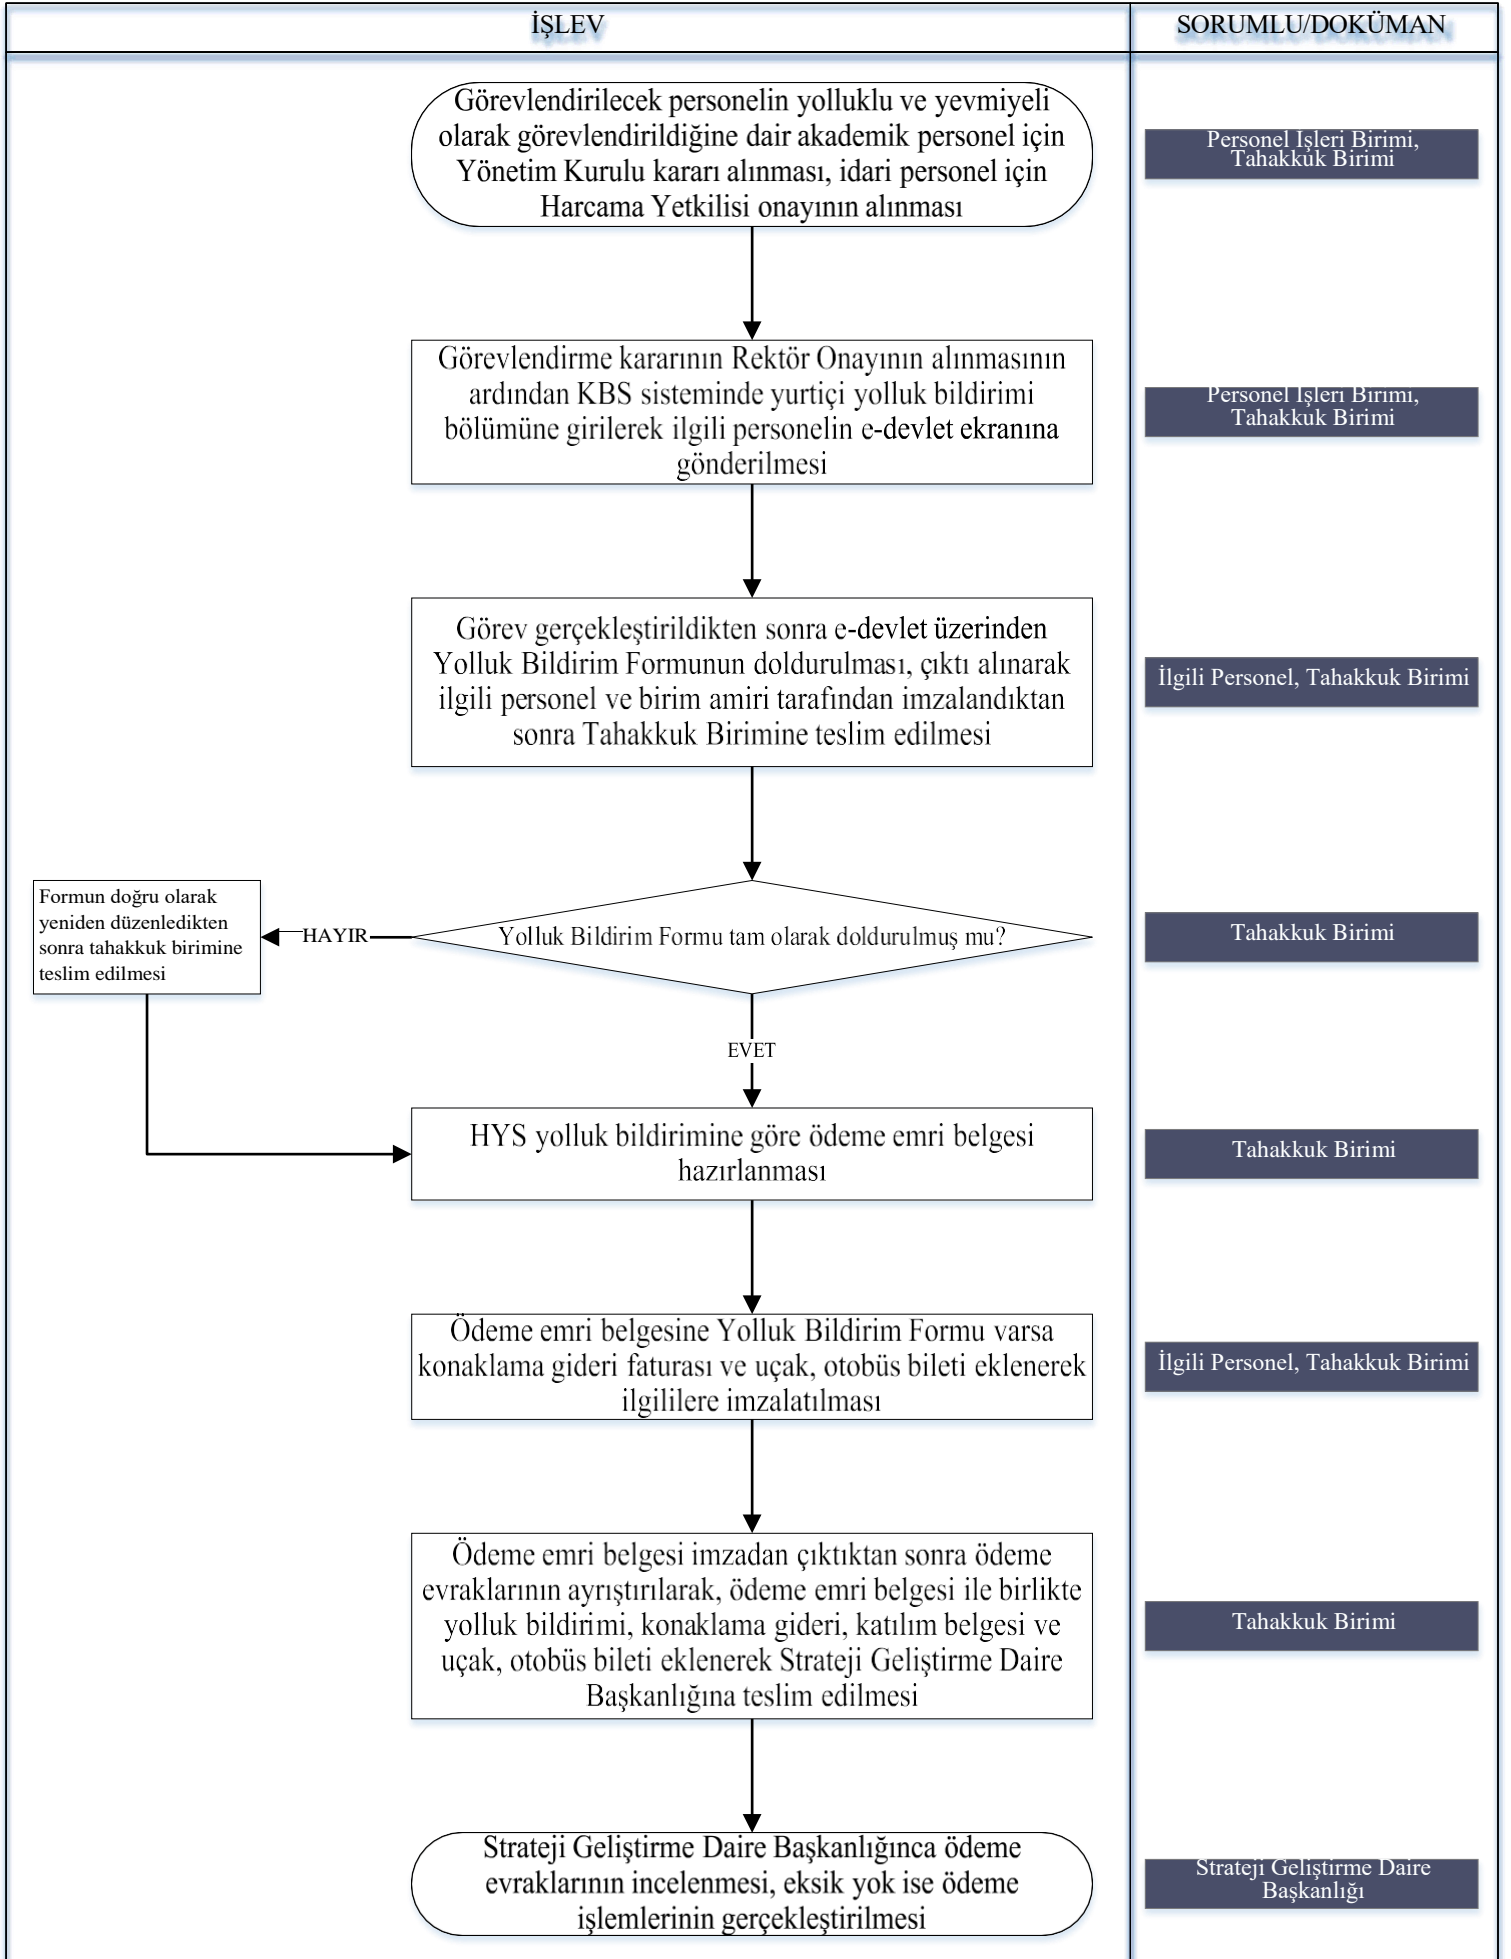 İŞLEV
SORUMLU/DOKÜMAN
Görevlendirilecek personelin yolluklu ve yevmiyeli
olarak görevlendirildiğine dair akademik personel için
Yönetim Kurulu kararı alınması, idari personel için
Harcama Yetkilisi onayının alınması
Personel İşleri Birimi,
Tahakkuk Birimi
Görevlendirme kararının Rektör Onayının alınmasının
ardından KBS sisteminde yurtiçi yolluk bildirimi
bölümüne girilerek ilgili personelin e-devlet ekranına
gönderilmesi
Personel İşleri Birimi,
Tahakkuk Birimi
Görev gerçekleştirildikten sonra e-devlet üzerinden
Yolluk Bildirim Formunun doldurulması, çıktı alınarak
ilgili personel ve birim amiri tarafından imzalandıktan
sonra Tahakkuk Birimine teslim edilmesi
İlgili Personel, Tahakkuk Birimi
Formun doğru olarak
yeniden düzenledikten
sonra tahakkuk birimine
teslim edilmesi
HAYIR
Yolluk Bildirim Formu tam olarak doldurulmuş mu?
Tahakkuk Birimi
EVET
HYS yolluk bildirimine göre ödeme emri belgesi
hazırlanması
Tahakkuk Birimi
Ödeme emri belgesine Yolluk Bildirim Formu varsa
konaklama gideri faturası ve uçak, otobüs bileti eklenerek
ilgililere imzalatılması
İlgili Personel, Tahakkuk Birimi
Ödeme emri belgesi imzadan çıktıktan sonra ödeme
evraklarının ayrıştırılarak, ödeme emri belgesi ile birlikte
yolluk bildirimi, konaklama gideri, katılım belgesi ve
uçak, otobüs bileti eklenerek Strateji Geliştirme Daire
Başkanlığına teslim edilmesi
Tahakkuk Birimi
Strateji Geliştirme Daire Başkanlığınca ödeme
evraklarının incelenmesi, eksik yok ise ödeme
işlemlerinin gerçekleştirilmesi
Strateji Geliştirme Daire
Başkanlığı